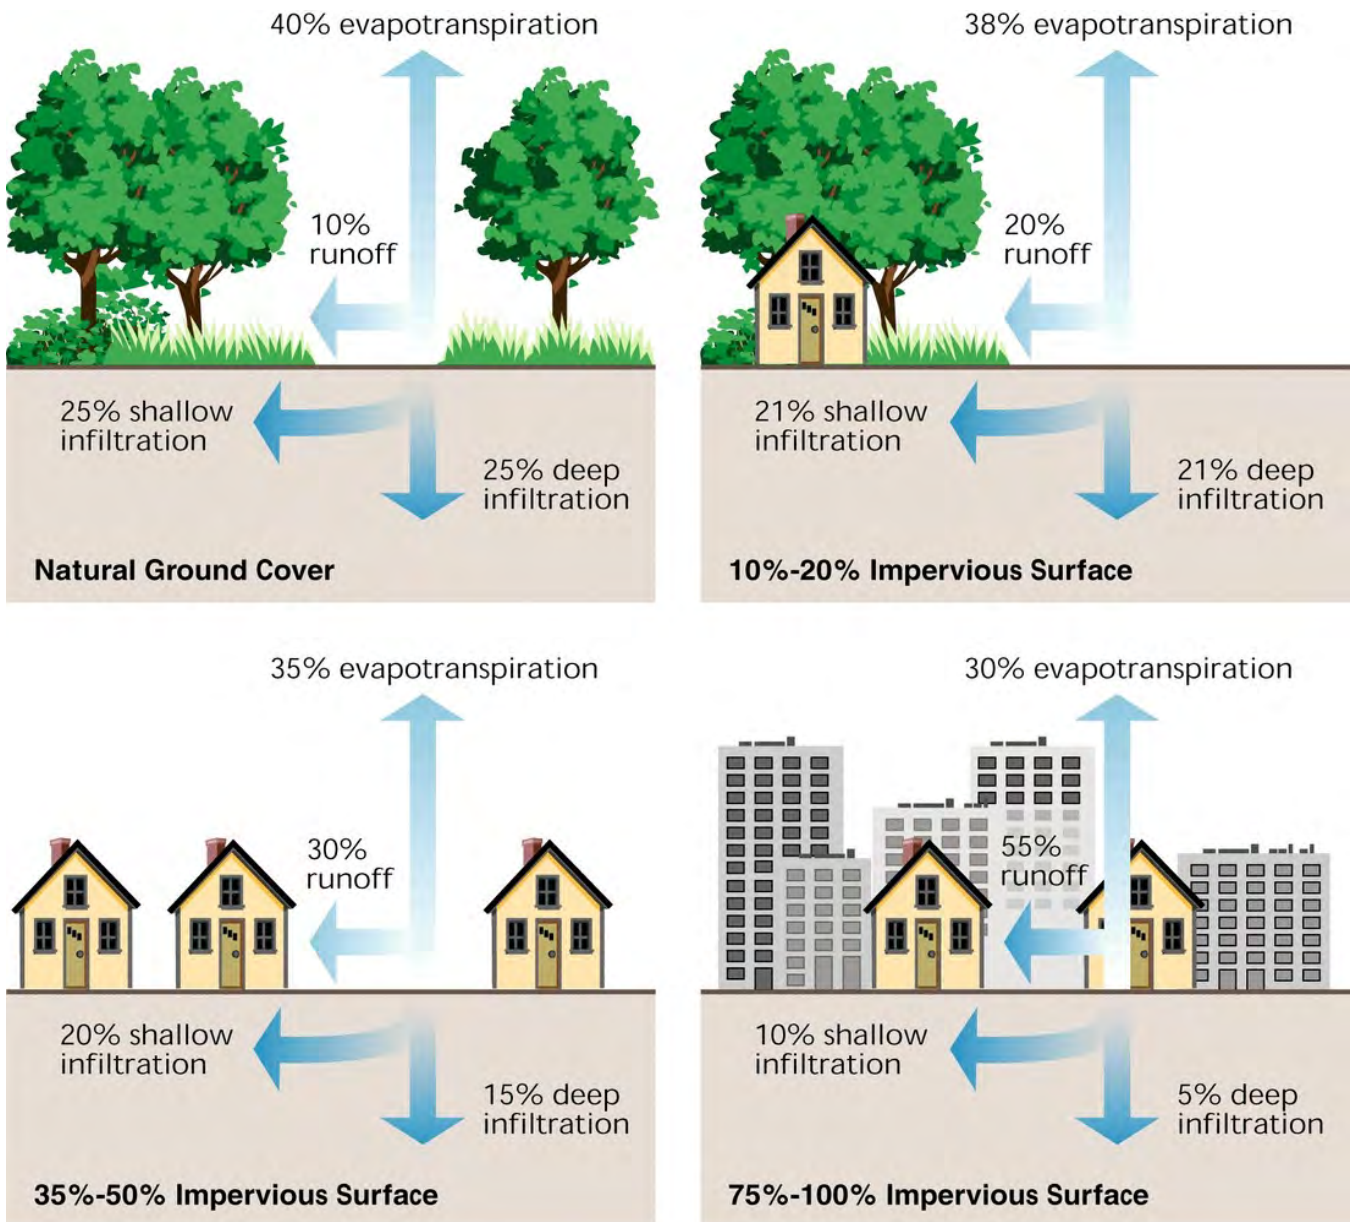 40% evapotranspiration
10%
runoff
25% shallow
infiltration
25% deep
infiltration
Natural Ground Cover
38% evapotranspiration
20%
runoff
21% shallow
infiltration
21% deep
infiltration
10%-20% Impervious Surface
35% evapotranspiration
30%
runoff
20% shallow
infiltration
15% deep
infiltration
35%-50% Impervious Surface
30% evapotranspiration
55%
runoff
10% shallow
infiltration
5% deep
infiltration
75%-100% Impervious Surface